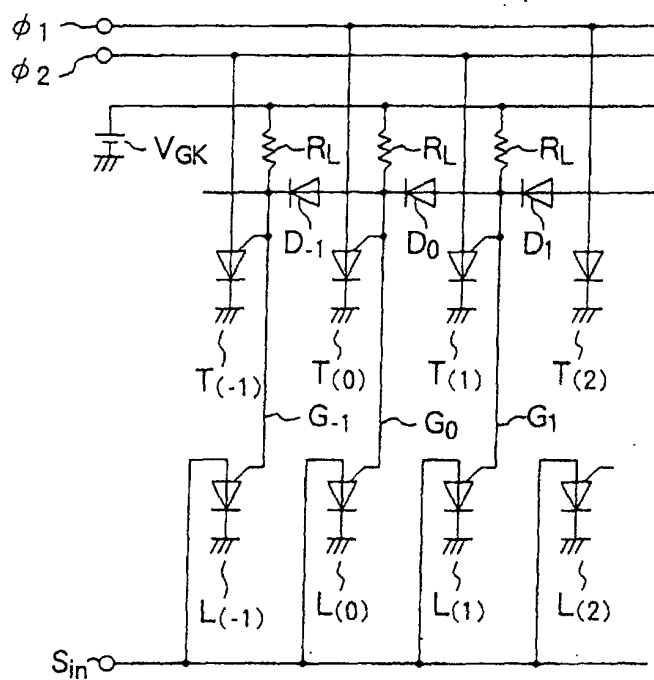 ϕ1
ϕ2
VGK
RL RL RL
D-1 D0 D1
T(-1) T(0) T(1) T(2)
G-1 G0 G1
L(-1) L(0) L(1) L(2)
Sin